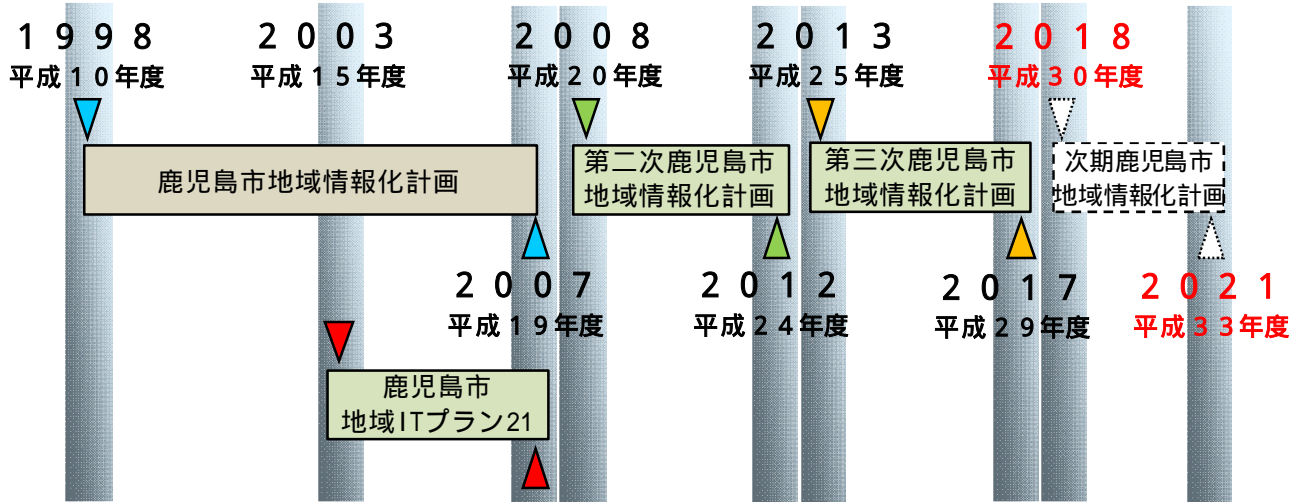 1998
平成10年度
2003
平成15年度
2008
平成20年度
2013
平成25年度
2018
平成30年度
鹿児島市地域情報化計画
第二次鹿児島市
地域情報化計画
第三次鹿児島市
地域情報化計画
次期鹿児島市
地域情報化計画
2007
平成19年度
2012
平成24年度
2017
平成29年度
2021
平成33年度
鹿児島市
地域ITプラン21